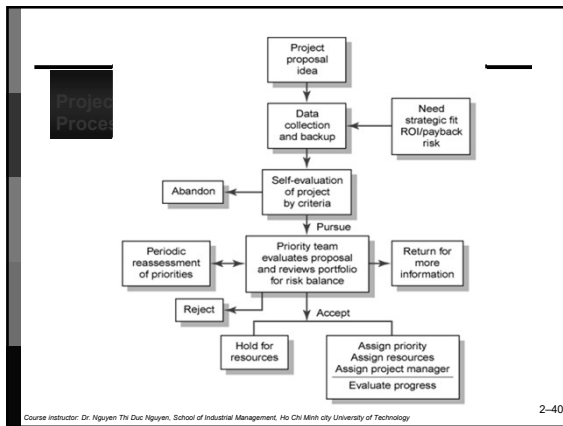 Project
proposal
idea
Projec
Proces
Data
collection
and backup
Need
strategic fit
ROI/payback
risk
Abandon
Self-evaluation
of project
by criteria
Pursue
Periodic
reassessment
of priorities
Priority team
evaluates proposal
and reviews portfolio
for risk balance
Return for
more
information
Reject
Accept
Hold for
resources
Assign priority
Assign resources
Assign project manager
Evaluate progress
Course instructor: Dr. Nguyen Thi Duc Nguyen, School of Industrial Management, Ho Chi Minh city University of Technology
2–40